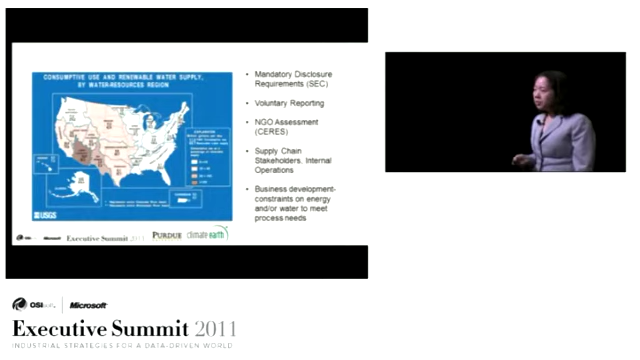 CONSUMPTIVE USE AND RENEWABLE WATER SUPPLY,
BY WATER-RESOURCES REGION
USGS
• Mandatory Disclosure
Requirements (SEC)
• Voluntary Reporting
• NGO Assessment
(CERES)
• Supply Chain
Stakeholders, Internal
Operations
• Business development-
constraints on energy
and/or water to meet
process needs
Executive Summit 2011
PURDUE
climate earth
OSIsoft.
Microsoft
Executive Summit 2011
INDUSTRIAL STRATEGIES FOR A DATA-DRIVEN WORLD